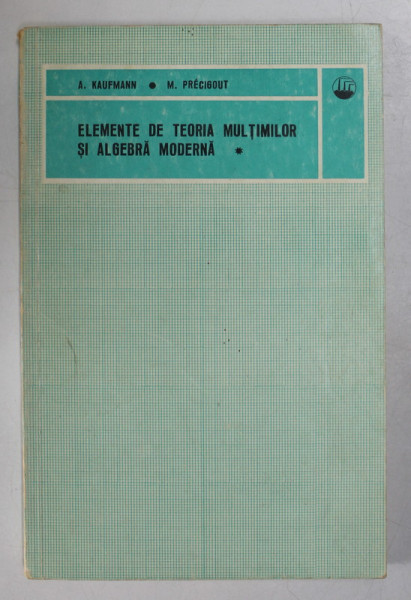 A. KAUFMANN • M. PRÉCIGOUT
ELEMENTE DE TEORIA MULȚIMILOR
ȘI ALGEBRĂ MODERNĂ *